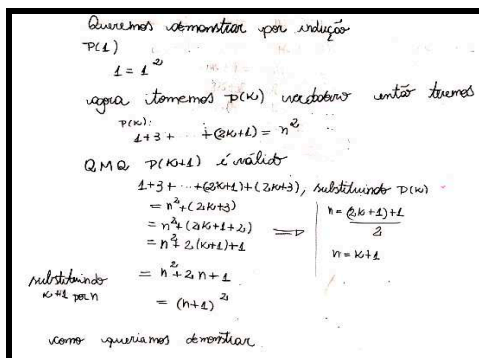 Queremos demonstrar por indução
P(1)
1 = 1²
agora tomemos P(k) verdadeiro então teremos
P(k):
1+3+ ··· +(2k+1) = n²
QMQ P(k+1) é válido
1+3+ ··· +(2k+1)+(2k+3), substituindo P(k)
= n²+(2k+3)
= n²+(2k+1+2)
= n²+2(k+1)+1
⇒
n = (2k+1)+1 / 2
n = k+1
substituindo k+1 por n
= n²+2n+1
= (n+1)²
como queriamos demonstrar